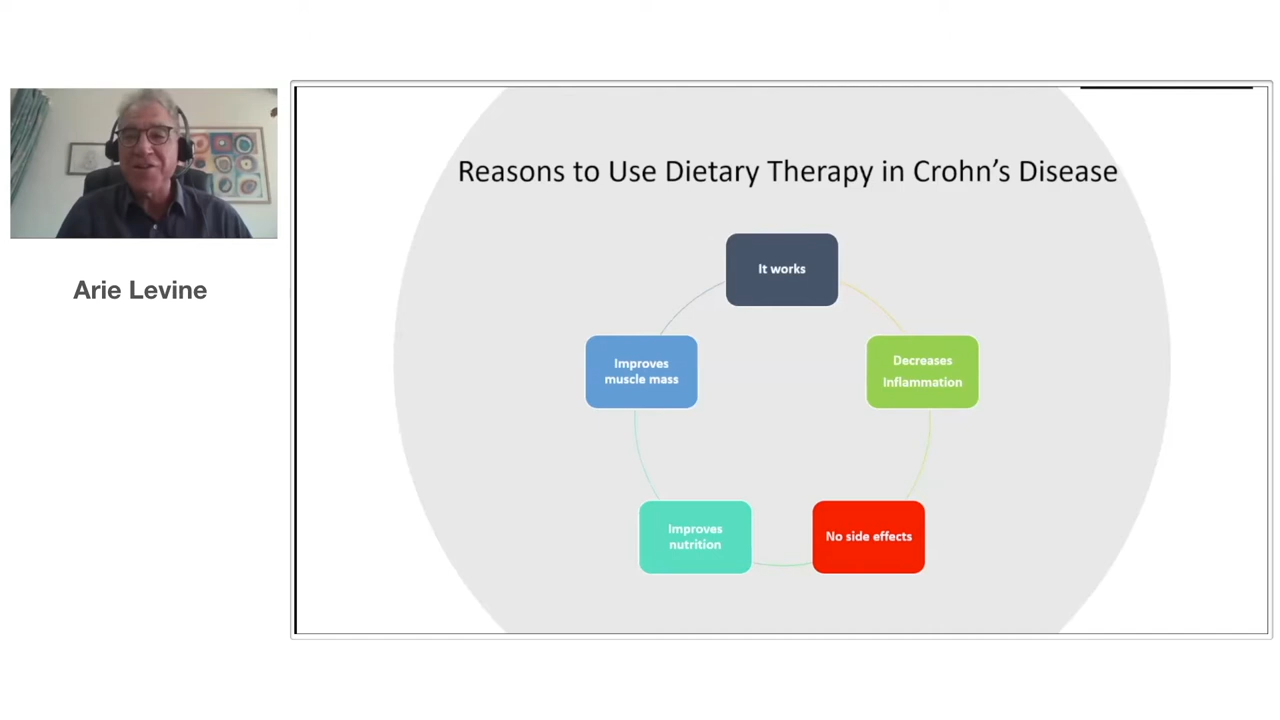 Arie Levine
Reasons to Use Dietary Therapy in Crohn’s Disease
It works
Decreases
Inflammation
No side effects
Improves
nutrition
Improves
muscle mass